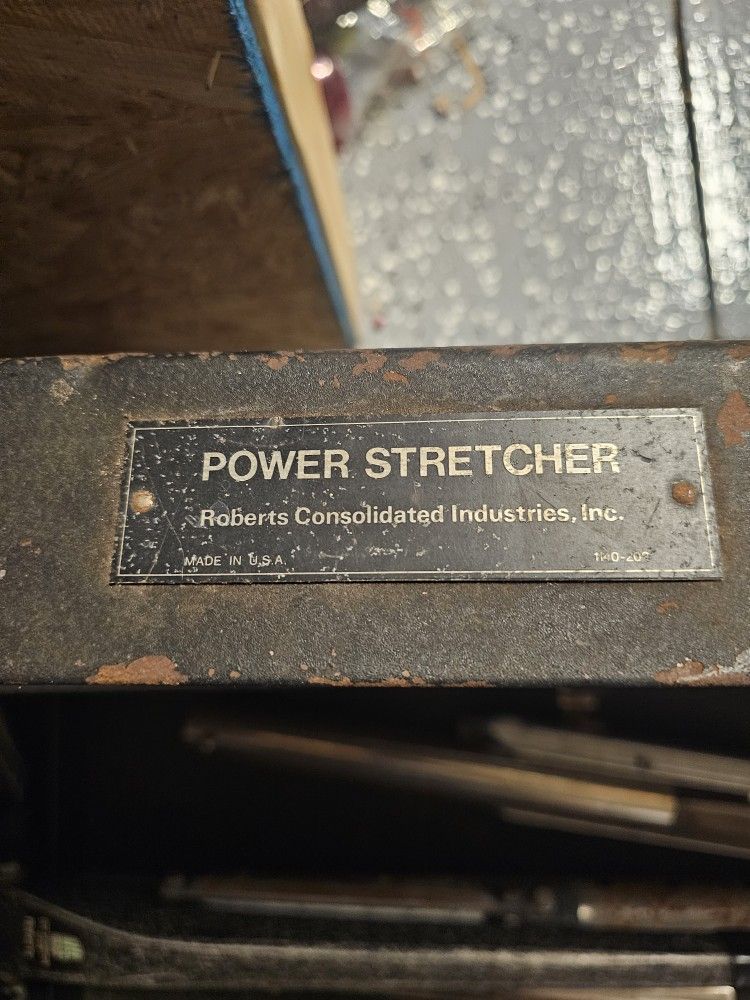 POWER STRETCHER
Roberts Consolidated Industries, Inc.
MADE IN U.S.A.